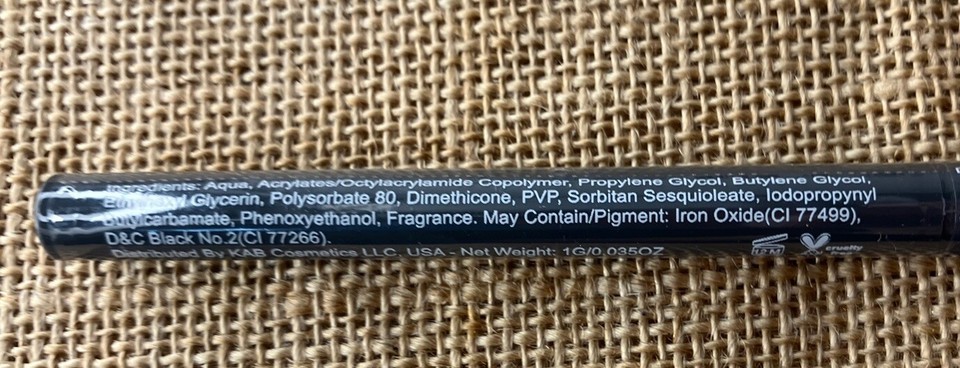 Ingredients: Aqua, Acrylates/Octylacrylamide Copolymer, Propylene Glycol, Butylene Glycol,
Glycerin, Polysorbate 80, Dimethicone, PVP, Sorbitan Sesquioleate, Iodopropynyl
Butylcarbamate, Phenoxyethanol, Fragrance. May Contain/Pigment: Iron Oxide(CI 77499),
D&C Black No.2(CI 77266).
Distributed By KAB Cosmetics LLC, USA - Net Weight: 1G/0.035OZ
12 M
cruelty
free